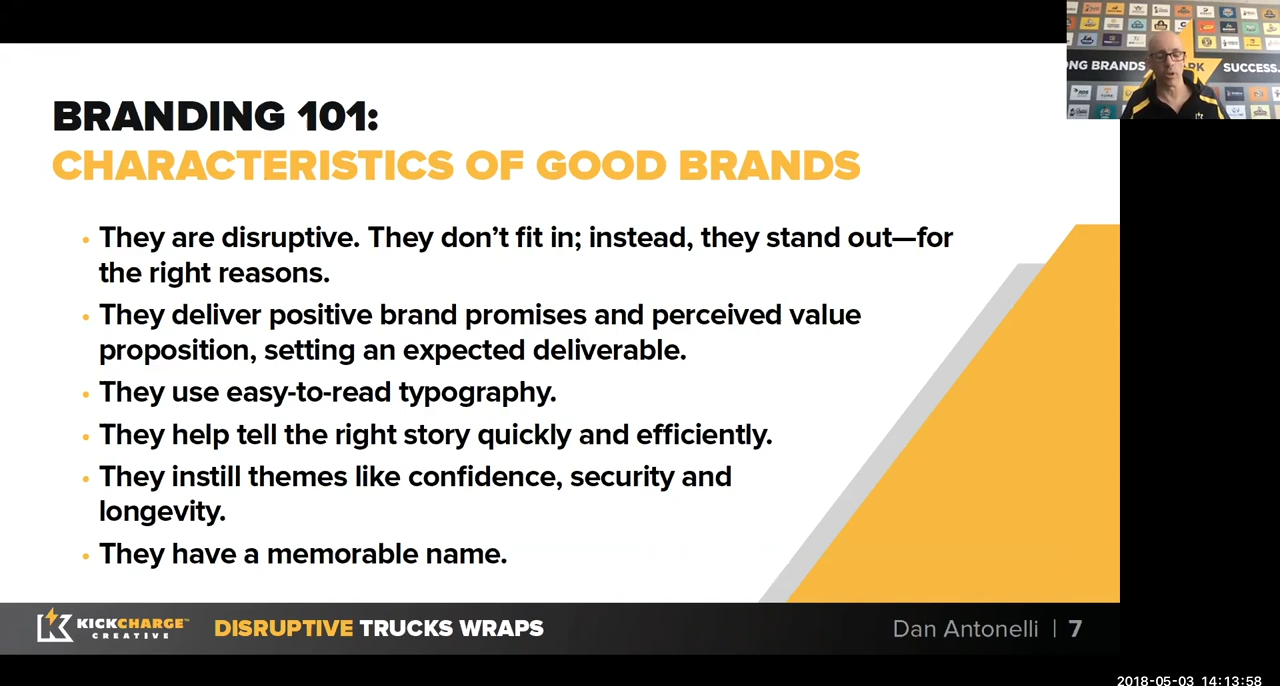 BRANDING 101:
CHARACTERISTICS OF GOOD BRANDS
• They are disruptive. They don’t fit in; instead, they stand out—for
the right reasons.
• They deliver positive brand promises and perceived value
proposition, setting an expected deliverable.
• They use easy-to-read typography.
• They help tell the right story quickly and efficiently.
• They instill themes like confidence, security and
longevity.
• They have a memorable name.
KICKCHARGE™
CREATIVE
DISRUPTIVE TRUCKS WRAPS
Dan Antonelli | 7
BRANDS
SUCCESS.
2018-05-03 14:13:58